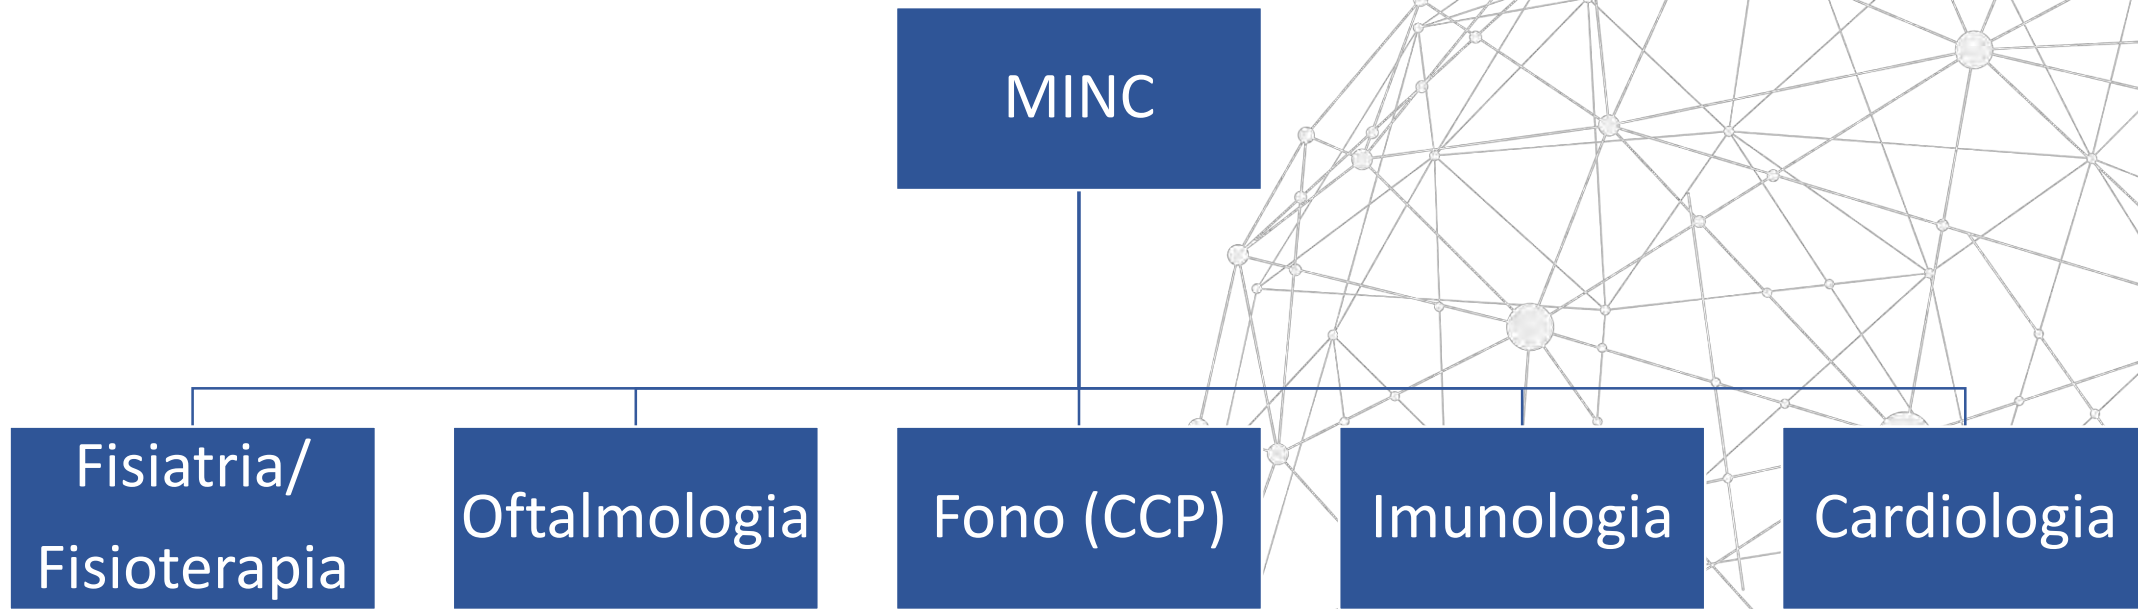 MINC
Fisiatria/
Fisioterapia
Oftalmologia
Fono (CCP)
Imunologia
Cardiologia